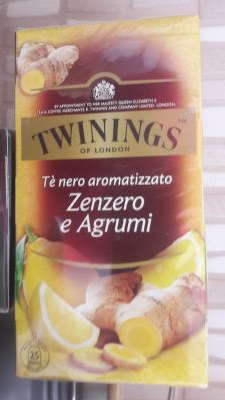 BY APPOINTMENT TO HER MAJESTY QUEEN ELIZABETH II
TEA & COFFEE MERCHANTS R. TWINING AND COMPANY LIMITED, LONDON
TWININGS™
OF LONDON
Tè nero aromatizzato
Zenzero
e Agrumi
25